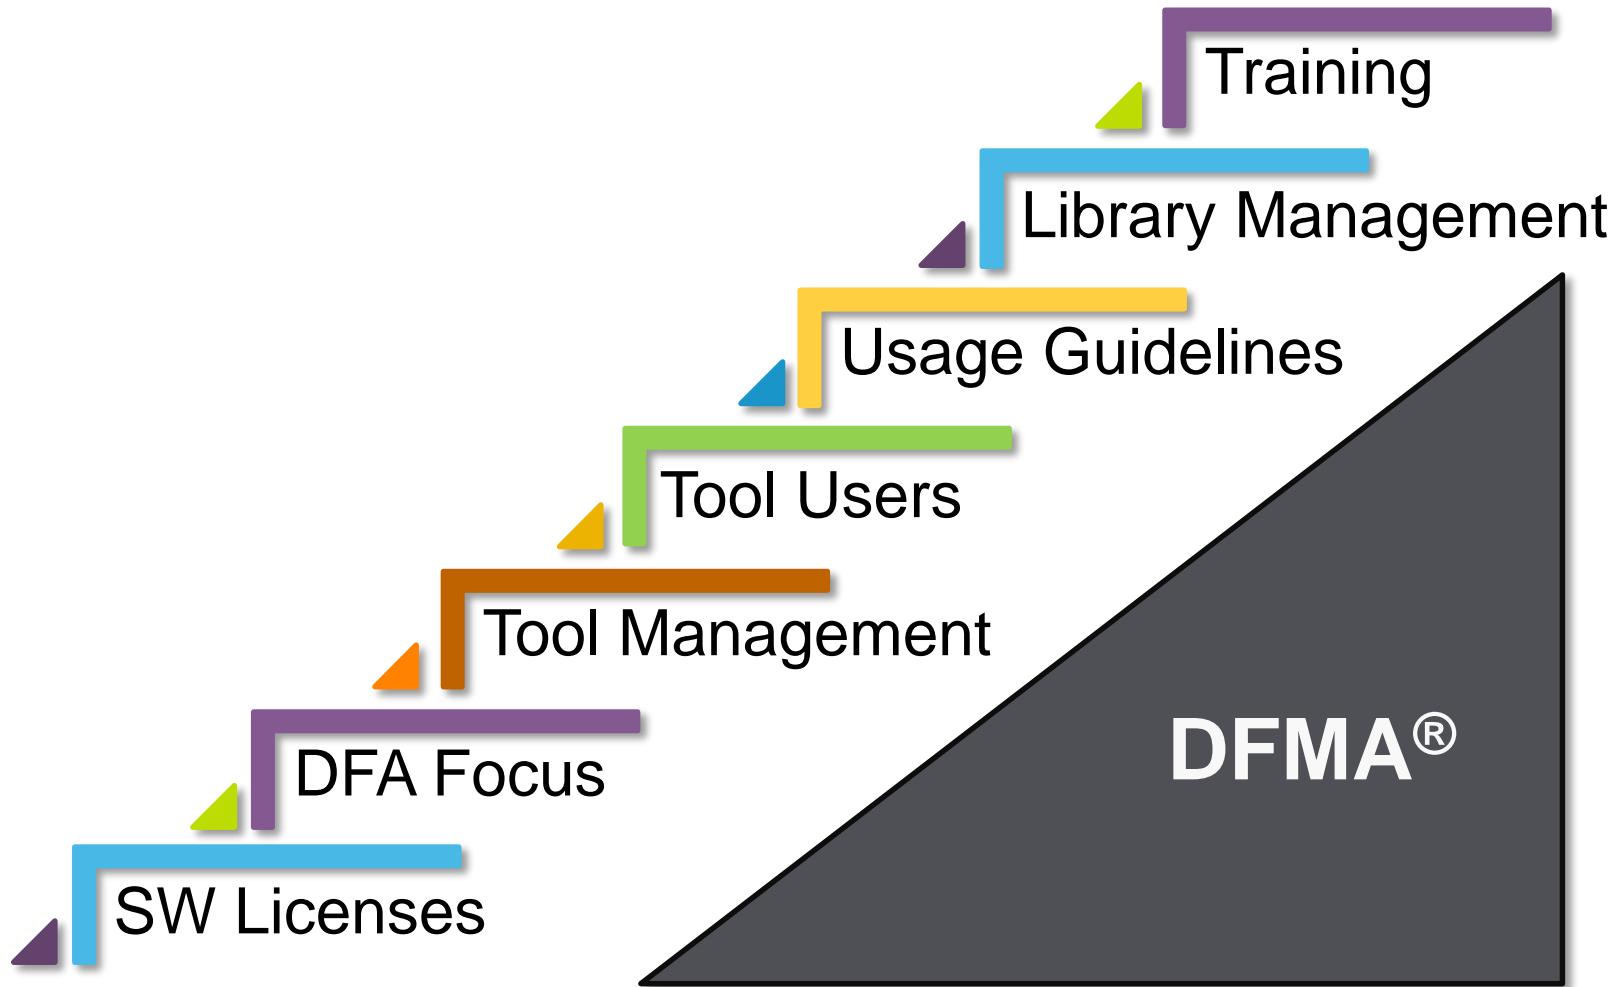 Training
Library Management
Usage Guidelines
Tool Users
Tool Management
DFA Focus
DFMA®
SW Licenses